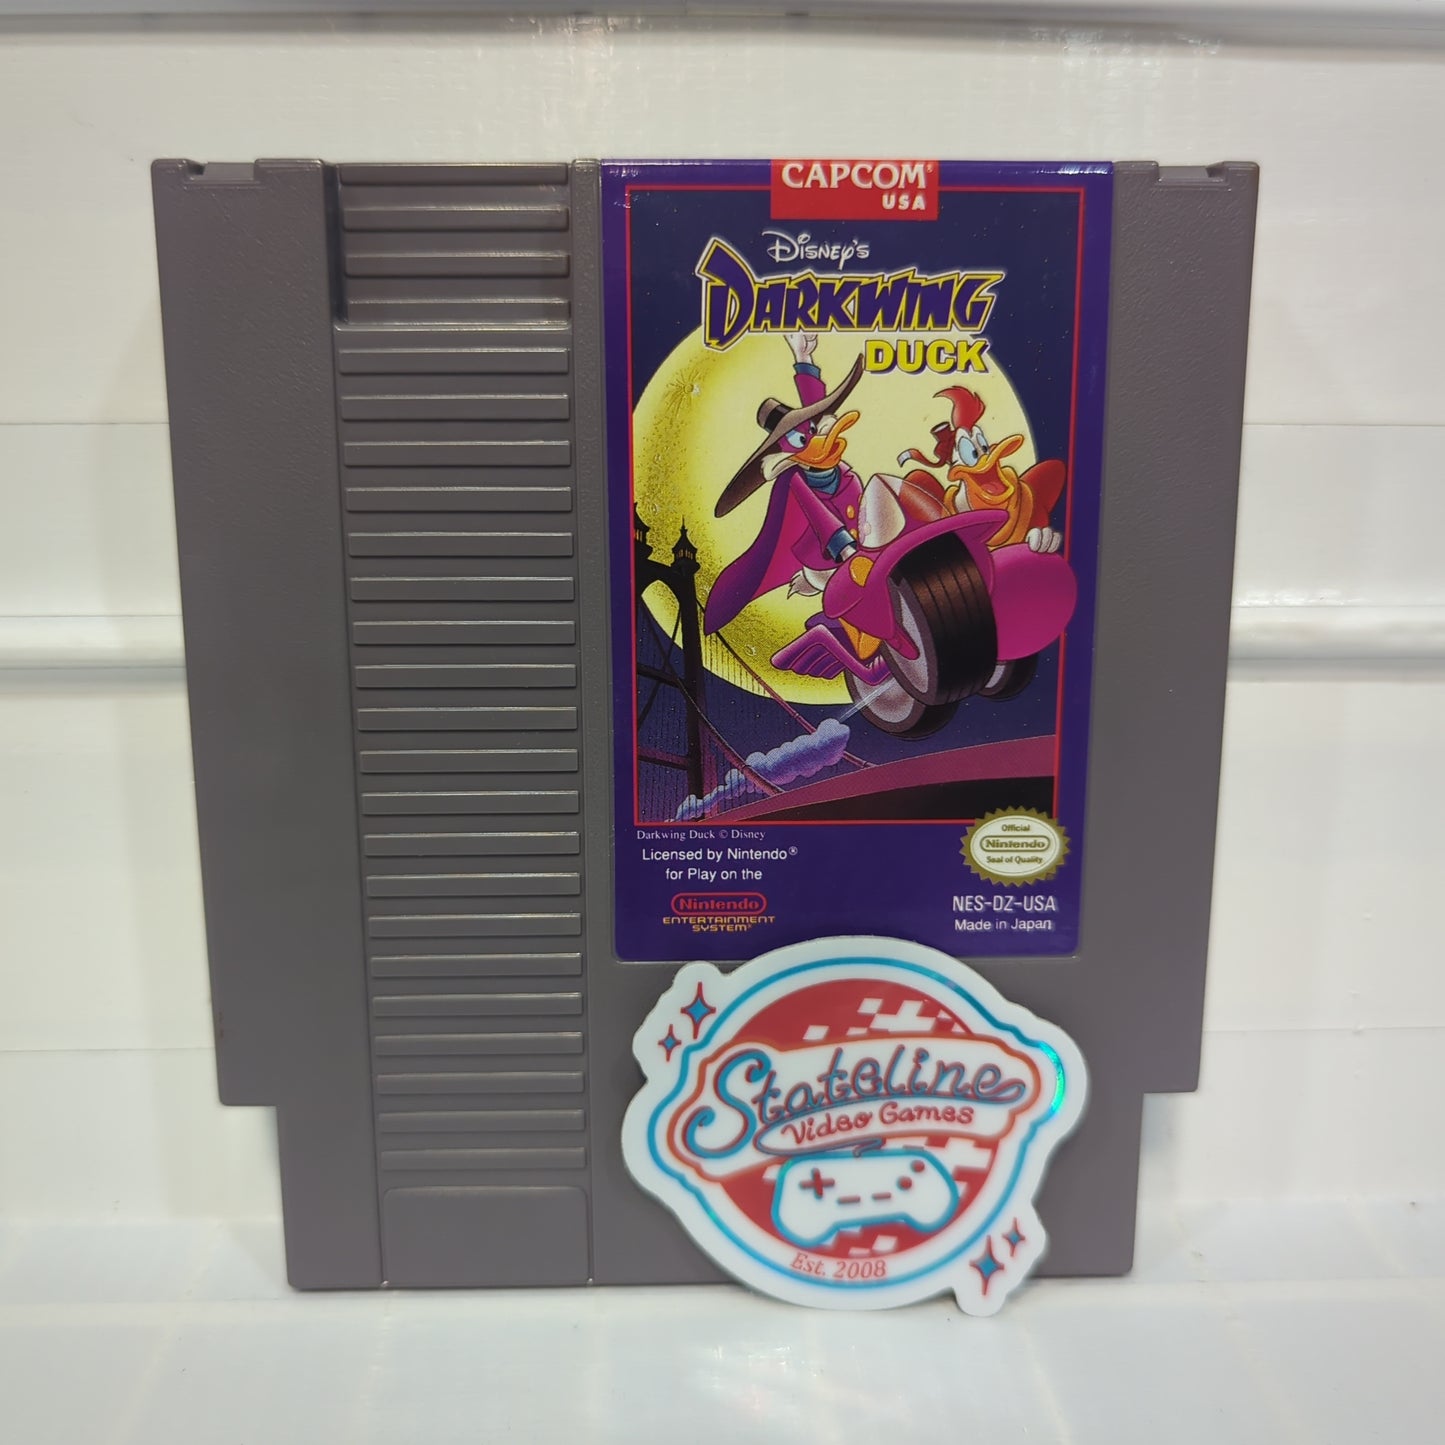 CAPCOM®
USA
Disney's
DARKWING
DUCK
Darkwing Duck © Disney
Licensed by Nintendo®
for Play on the
Nintendo
ENTERTAINMENT
SYSTEM®
Official
Nintendo
Seal of Quality
NES-DZ-USA
Made in Japan
Stateline
Video Games
Est. 2008